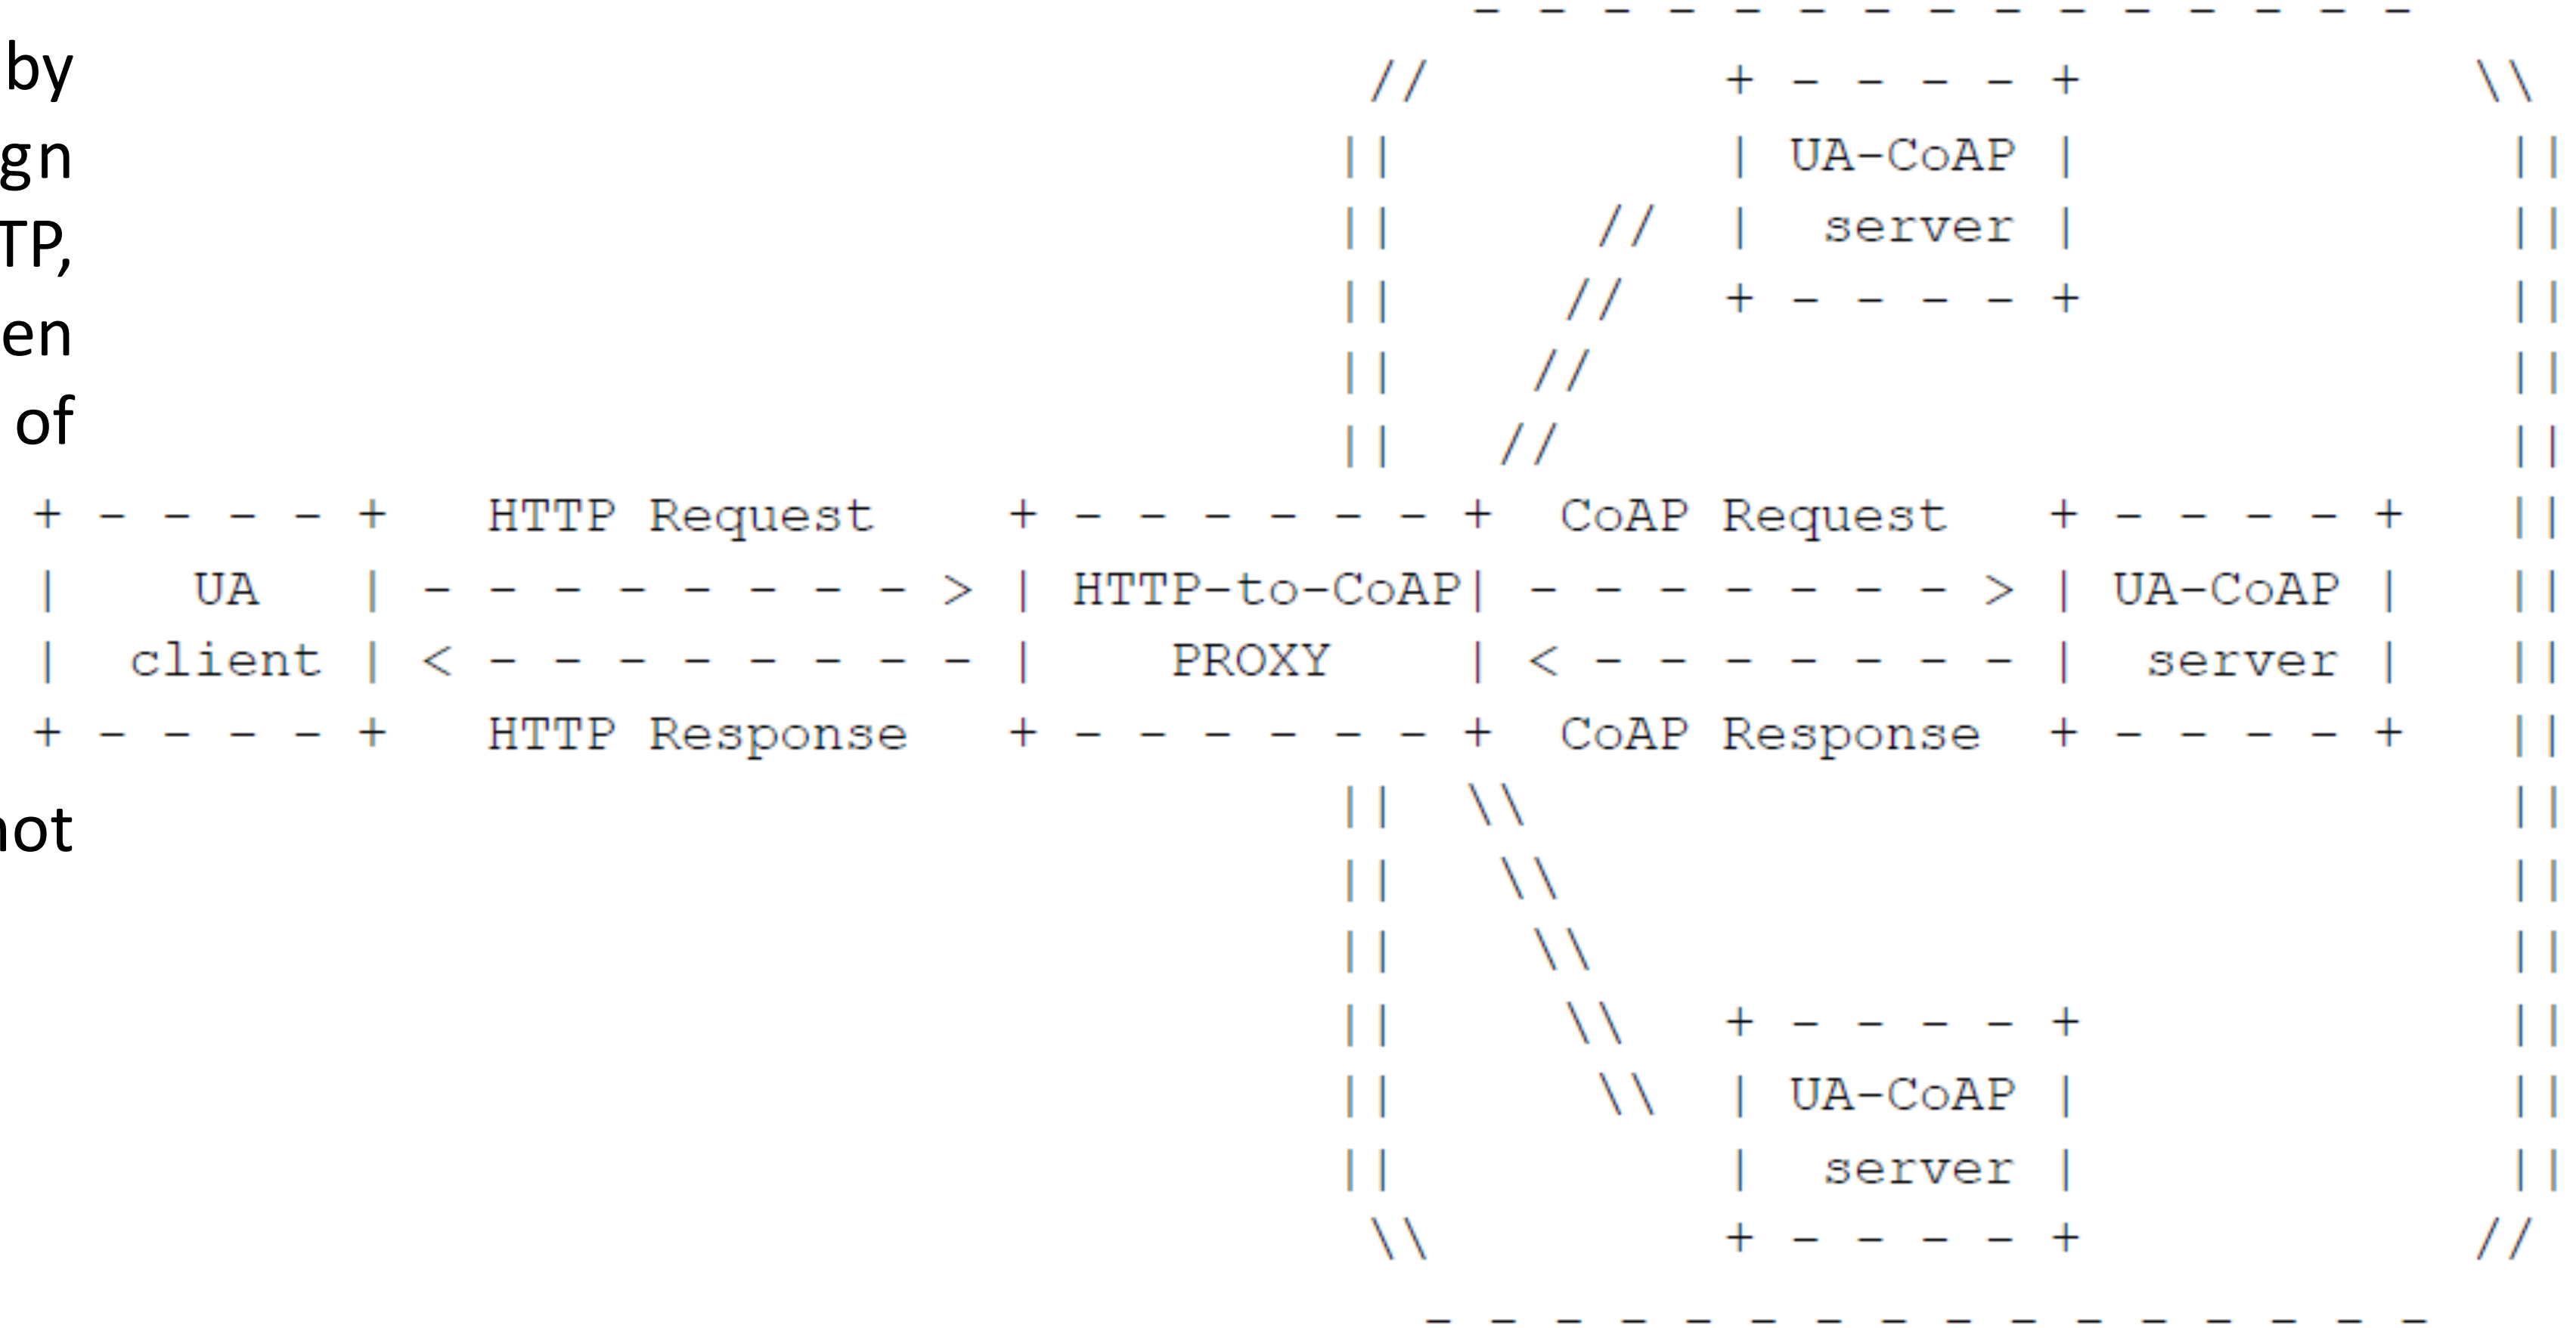 by
gn
TP,
en
of
not
- - - - - - - - - - - - - - -
// + - - - - + \\
|| | UA-CoAP | ||
|| // | server | ||
|| // + - - - - + ||
|| // ||
|| // ||
+ - - - - + HTTP Request + - - - - - - + CoAP Request + - - - - + ||
| UA | - - - - - - - - > | HTTP-to-CoAP| - - - - - - - > | UA-CoAP | ||
| client | < - - - - - - - - | PROXY | < - - - - - - - | server | ||
+ - - - - + HTTP Response + - - - - - - + CoAP Response + - - - - + ||
|| \\ ||
|| \\ ||
|| \\ ||
|| \\ + - - - - + ||
|| \\ | UA-CoAP | ||
|| | server | ||
\\ + - - - - + //
- - - - - - - - - - - - - - - -